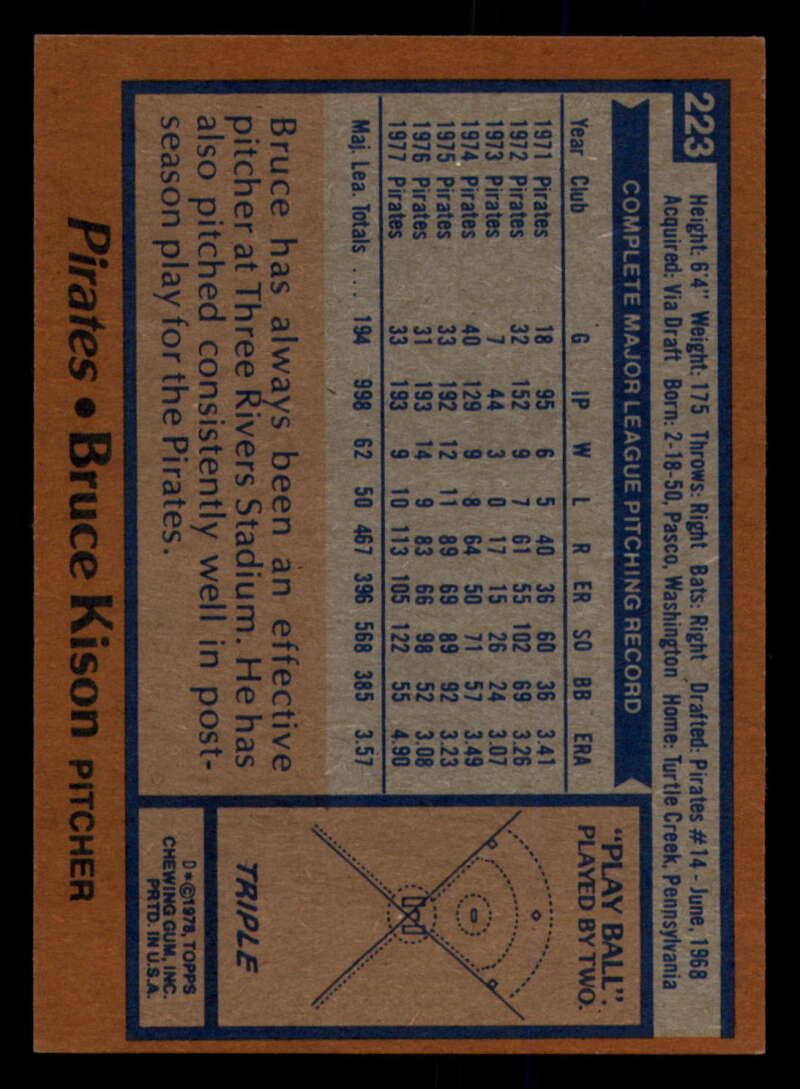 223
Height: 6'4" Weight: 175 Throws: Right Bats: Right Drafted: Pirates #14 - June, 1968
Acquired: Via Draft Born: 2-18-50, Pasco, Washington Home: Turtle Creek, Pennsylvania
COMPLETE MAJOR LEAGUE PITCHING RECORD
Year Club G IP W L R ER SO BB ERA
1971 Pirates 18 95 6 5 40 36 60 36 3.41
1972 Pirates 32 152 9 7 61 55 102 69 3.26
1973 Pirates 7 44 3 0 17 15 26 24 3.07
1974 Pirates 40 129 9 8 64 50 71 57 3.49
1975 Pirates 33 192 12 11 89 69 89 92 3.23
1976 Pirates 31 193 14 9 83 66 98 52 3.08
1977 Pirates 33 193 9 10 113 105 122 55 4.90
Maj. Lea. Totals .... 194 998 62 50 467 396 568 385 3.57
Bruce has always been an effective
pitcher at Three Rivers Stadium. He has
also pitched consistently well in post-
season play for the Pirates.
"PLAY BALL":
PLAYED BY TWO.
TRIPLE
D*©1978, TOPPS
CHEWING GUM, INC.
PRTD. IN U.S.A.
Pirates • Bruce Kison PITCHER